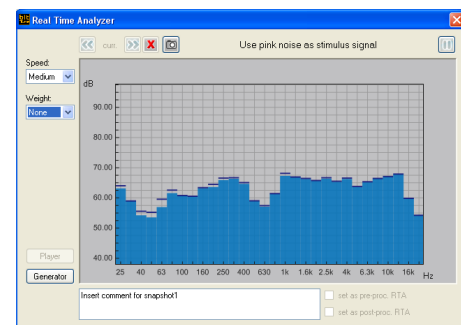 Real Time Analyzer
curr.
Use pink noise as stimulus signal
Speed:
Medium
Weight:
None
dB
90.00
80.00
70.00
60.00
50.00
40.00
25 40 63 100 160 250 400 630 1k 1.6k 2.5k 4k 6.3k 10k 16k Hz
Player
Generator
Insert comment for snapshot1
set as pre-proc. RTA
set as post-proc. RTA